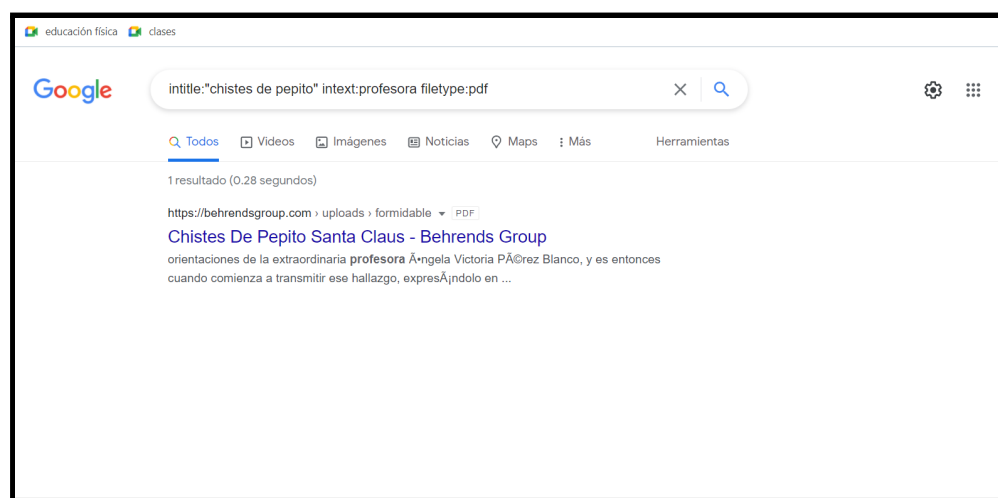 educación física clases
Google
intitle:"chistes de pepito" intext:profesora filetype:pdf
Todos Videos Imágenes Noticias Maps Más Herramientas
1 resultado (0.28 segundos)
https://behrendsgroup.com › uploads › formidable PDF
Chistes De Pepito Santa Claus - Behrends Group
orientaciones de la extraordinaria profesora Ã•ngela Victoria PÃ©rez Blanco, y es entonces
cuando comienza a transmitir ese hallazgo, expresÃ¡ndolo en ...